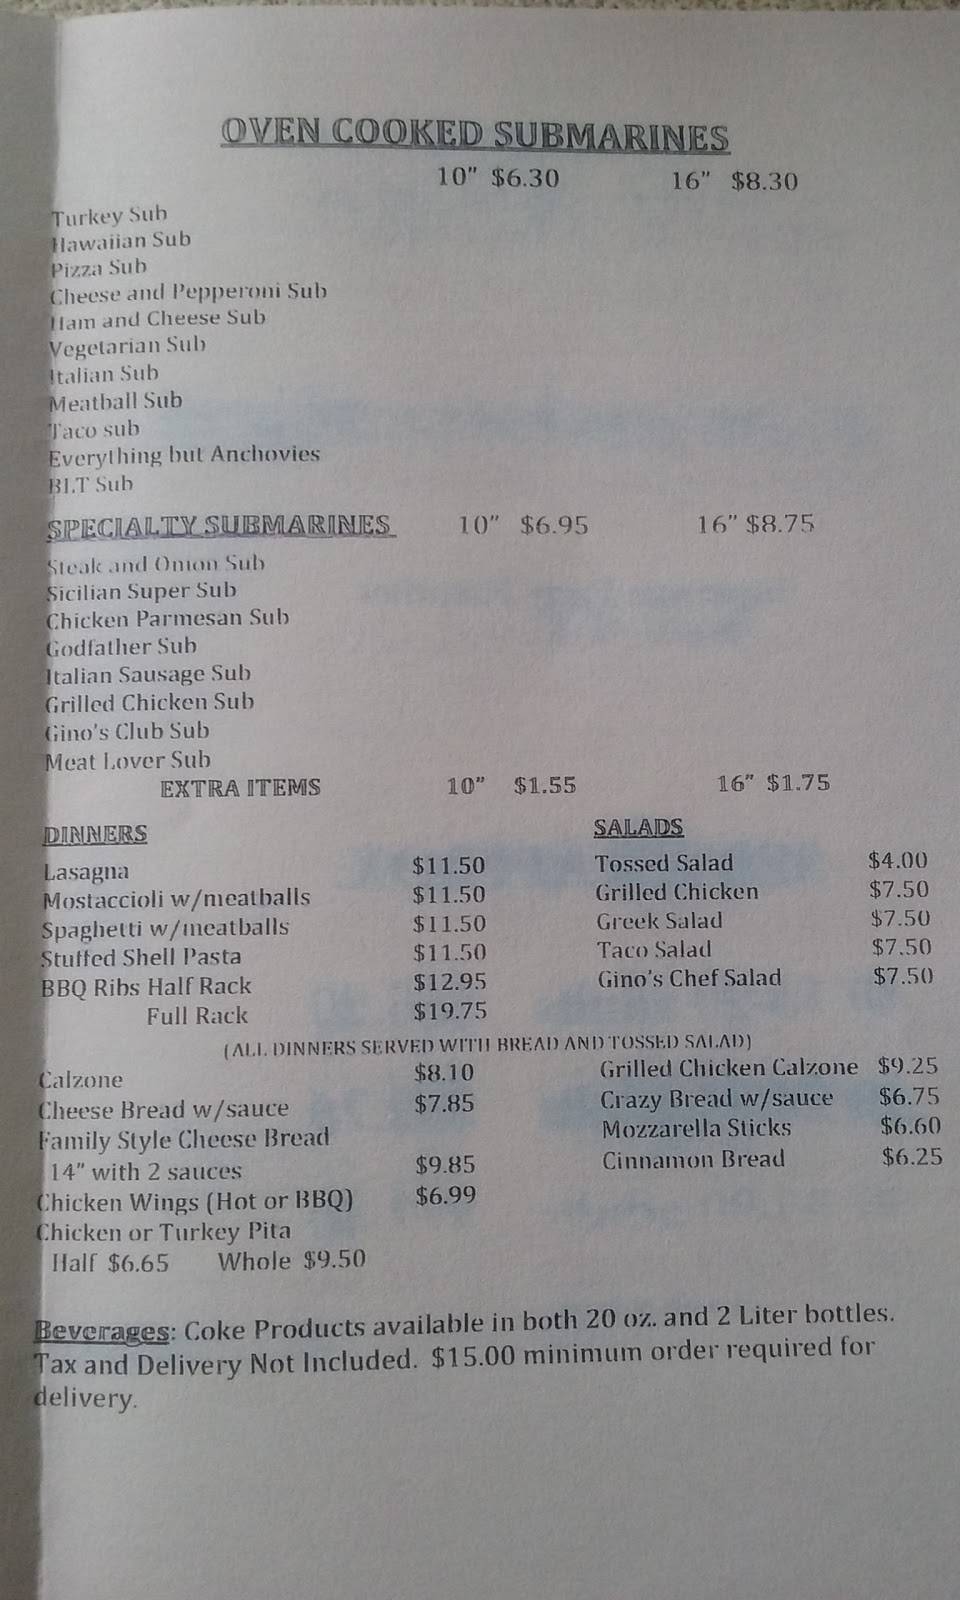 OVEN COOKED SUBMARINES
10" $6.30 16" $8.30
Turkey Sub
Hawaiian Sub
Pizza Sub
Cheese and Pepperoni Sub
Ham and Cheese Sub
Vegetarian Sub
Italian Sub
Meatball Sub
Taco sub
Everything but Anchovies
BLT Sub
SPECIALTY SUBMARINES 10" $6.95 16" $8.75
Steak and Onion Sub
Sicilian Super Sub
Chicken Parmesan Sub
Godfather Sub
Italian Sausage Sub
Grilled Chicken Sub
Gino's Club Sub
Meat Lover Sub
EXTRA ITEMS 10" $1.55 16" $1.75
DINNERS SALADS
Lasagna $11.50 Tossed Salad $4.00
Mostaccioli w/meatballs $11.50 Grilled Chicken $7.50
Spaghetti w/meatballs $11.50 Greek Salad $7.50
Stuffed Shell Pasta $11.50 Taco Salad $7.50
BBQ Ribs Half Rack $12.95 Gino's Chef Salad $7.50
Full Rack $19.75
(ALL DINNERS SERVED WITH BREAD AND TOSSED SALAD)
Calzone $8.10 Grilled Chicken Calzone $9.25
Cheese Bread w/sauce $7.85 Crazy Bread w/sauce $6.75
Family Style Cheese Bread Mozzarella Sticks $6.60
14" with 2 sauces $9.85 Cinnamon Bread $6.25
Chicken Wings (Hot or BBQ) $6.99
Chicken or Turkey Pita
Half $6.65 Whole $9.50
Beverages: Coke Products available in both 20 oz. and 2 Liter bottles.
Tax and Delivery Not Included. $15.00 minimum order required for
delivery.